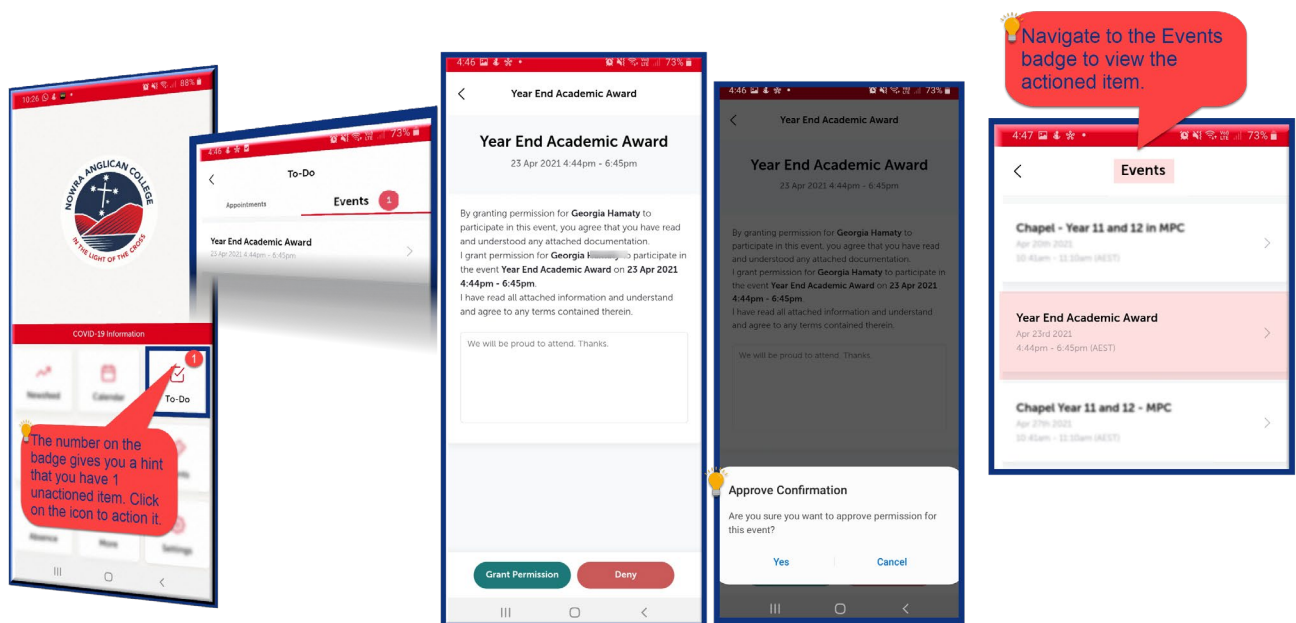 10:26 88%
NOWRA ANGLICAN COLLEGE
IN THE LIGHT OF THE CROSS
COVID-19 Information
Newsfeed
Calendar
1
To-Do
The number on the
badge gives you a hint
that you have 1
unactioned item. Click
on the icon to action it.
Absence
More
Settings
4:46 73%
To-Do
Appointments
Events 1
Year End Academic Award
23 Apr 2021 4:44pm - 6:45pm
4:46 73%
Year End Academic Award
Year End Academic Award
23 Apr 2021 4:44pm - 6:45pm
By granting permission for Georgia Hamaty to
participate in this event, you agree that you have read
and understood any attached documentation.
I grant permission for Georgia participate in
the event Year End Academic Award on 23 Apr 2021
4:44pm - 6:45pm.
I have read all attached information and understand
and agree to any terms contained therein.
We will be proud to attend. Thanks.
Grant Permission
Deny
4:46 73%
Year End Academic Award
Year End Academic Award
23 Apr 2021 4:44pm - 6:45pm
By granting permission for Georgia Hamaty to
participate in this event, you agree that you have read
and understood any attached documentation.
I grant permission for Georgia Hamaty to participate in
the event Year End Academic Award on 23 Apr 2021
4:44pm - 6:45pm.
I have read all attached information and understand
and agree to any terms contained therein.
We will be proud to attend. Thanks.
Approve Confirmation
Are you sure you want to approve permission for
this event?
Yes
Cancel
Navigate to the Events
badge to view the
actioned item.
4:47 73%
Events
Chapel - Year 11 and 12 in MPC
Apr 20th 2021
10:41am - 11:10am (AEST)
Year End Academic Award
Apr 23rd 2021
4:44pm - 6:45pm (AEST)
Chapel Year 11 and 12 - MPC
Apr 27th 2021
10:41am - 11:10am (AEST)